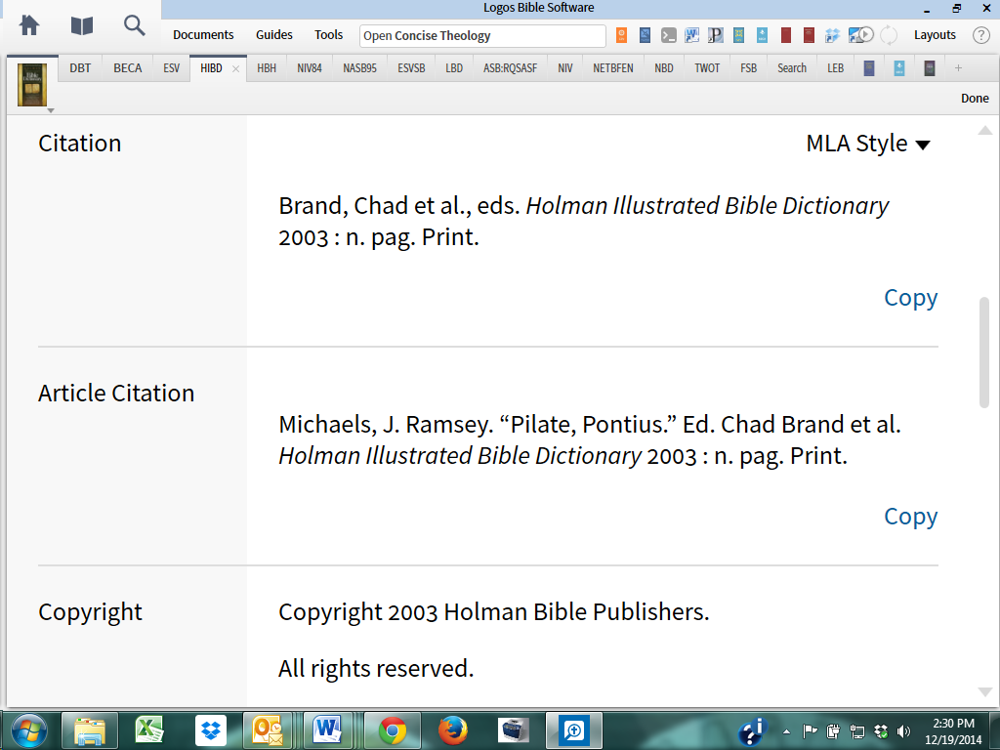 Logos Bible Software
Documents Guides Tools Open Concise Theology Layouts ?
DBT BECA ESV HIBD × HBH NIV84 NASB95 ESVSB LBD ASB:RQSASF NIV NETBFEN NBD TWOT FSB Search LEB +
Done
Citation MLA Style
Brand, Chad et al., eds. Holman Illustrated Bible Dictionary
2003 : n. pag. Print.
Copy
Article Citation
Michaels, J. Ramsey. “Pilate, Pontius.” Ed. Chad Brand et al.
Holman Illustrated Bible Dictionary 2003 : n. pag. Print.
Copy
Copyright Copyright 2003 Holman Bible Publishers.
All rights reserved.
2:30 PM
12/19/2014